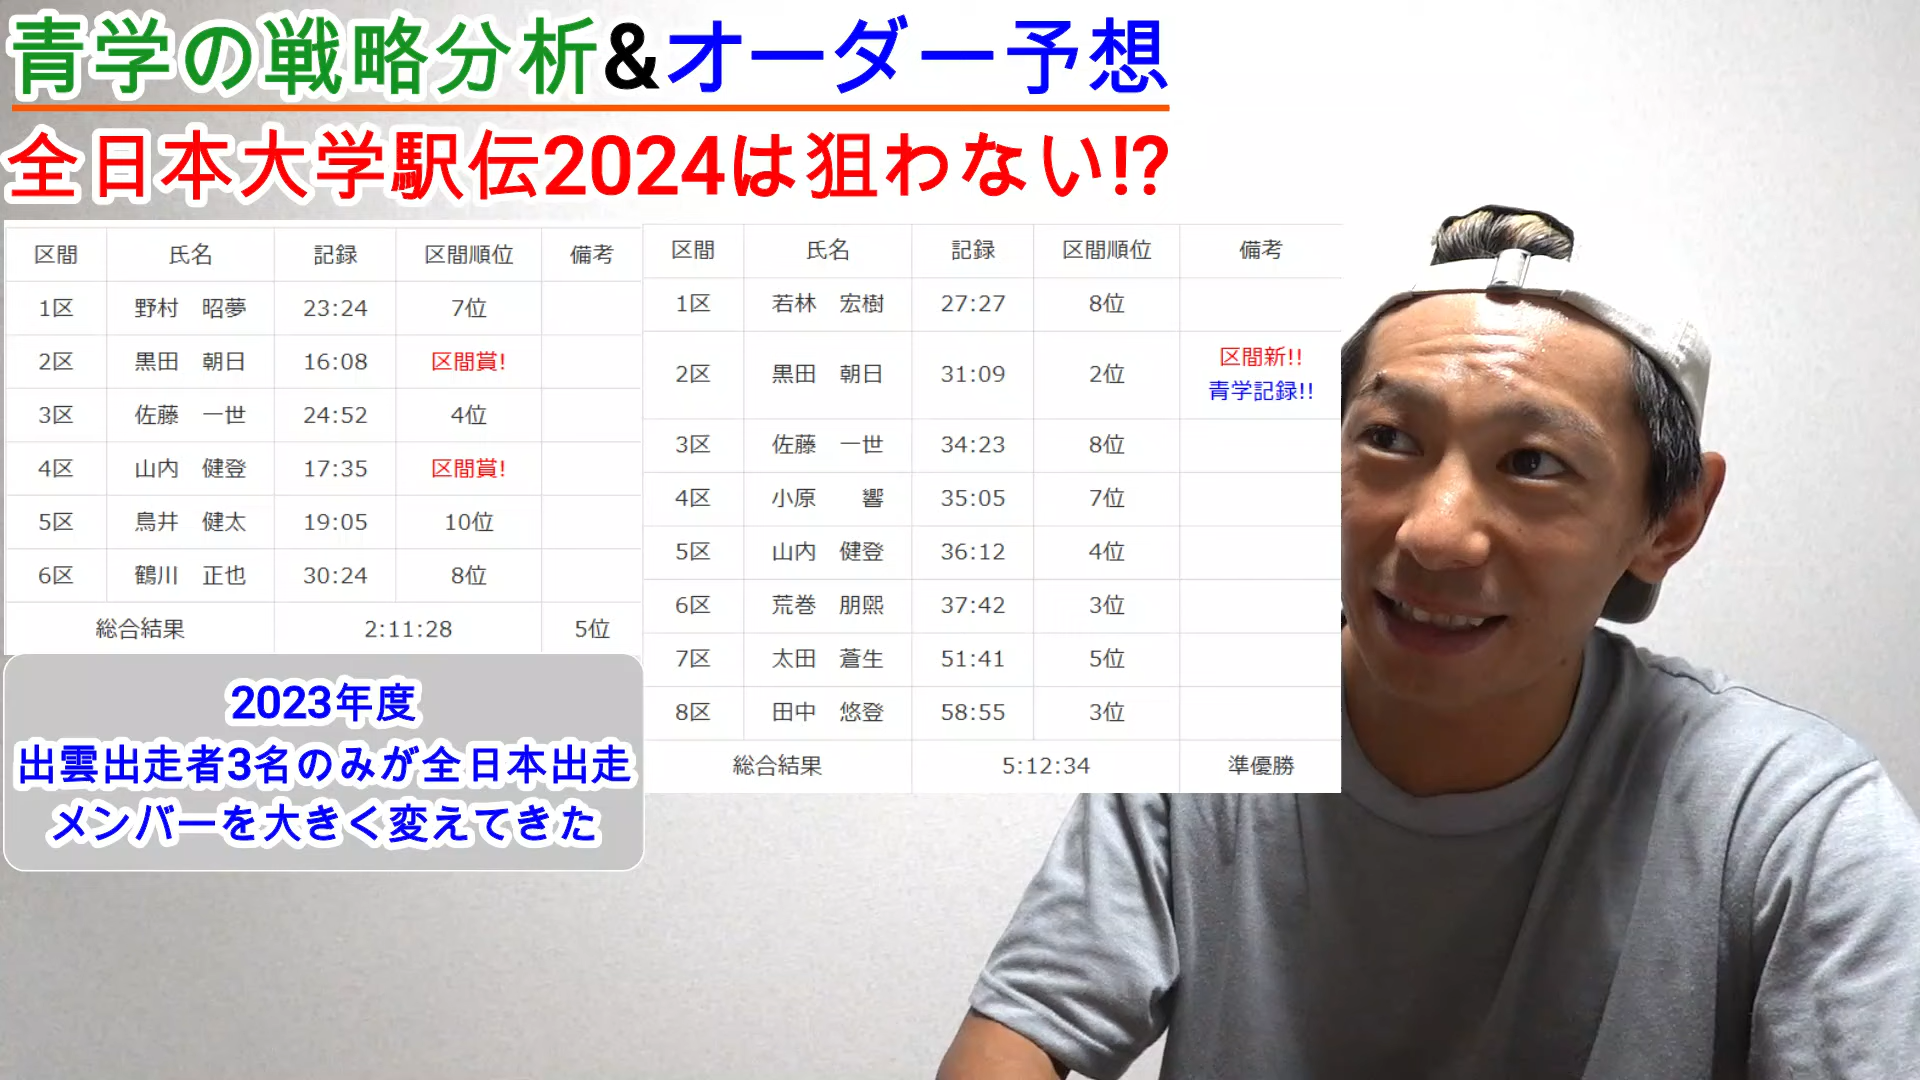 青学の戦略分析&オーダー予想
全日本大学駅伝2024は狙わない!?
区間 氏名 記録 区間順位 備考
1区 野村 昭夢 23:24 7位
2区 黒田 朝日 16:08 区間賞!
3区 佐藤 一世 24:52 4位
4区 山内 健登 17:35 区間賞!
5区 鳥井 健太 19:05 10位
6区 鶴川 正也 30:24 8位
総合結果 2:11:28 5位
2023年度
出雲出走者3名のみが全日本出走
メンバーを大きく変えてきた
区間 氏名 記録 区間順位 備考
1区 若林 宏樹 27:27 8位
2区 黒田 朝日 31:09 2位 区間新!!
青学記録!!
3区 佐藤 一世 34:23 8位
4区 小原 響 35:05 7位
5区 山内 健登 36:12 4位
6区 荒巻 朋熙 37:42 3位
7区 太田 蒼生 51:41 5位
8区 田中 悠登 58:55 3位
総合結果 5:12:34 準優勝